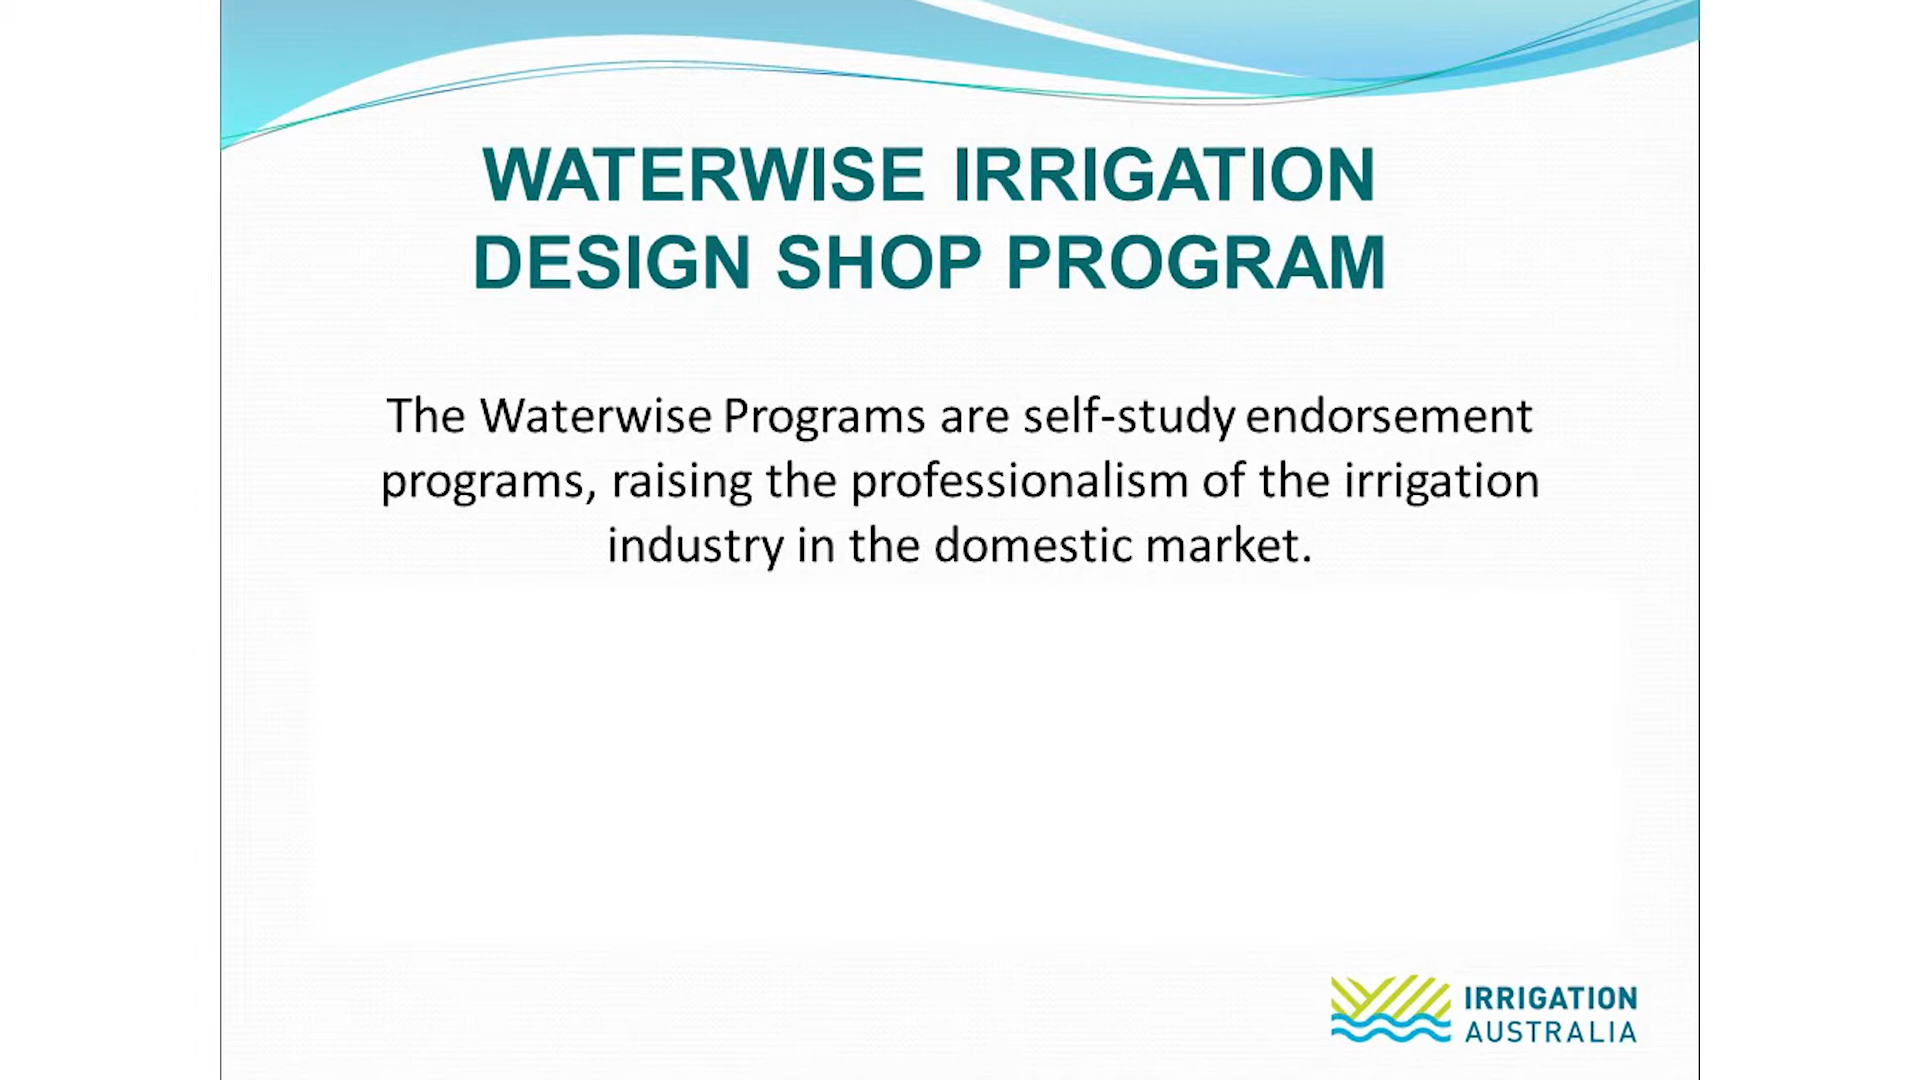 WATERWISE IRRIGATION
DESIGN SHOP PROGRAM
The Waterwise Programs are self-study endorsement
programs, raising the professionalism of the irrigation
industry in the domestic market.
IRRIGATION
AUSTRALIA